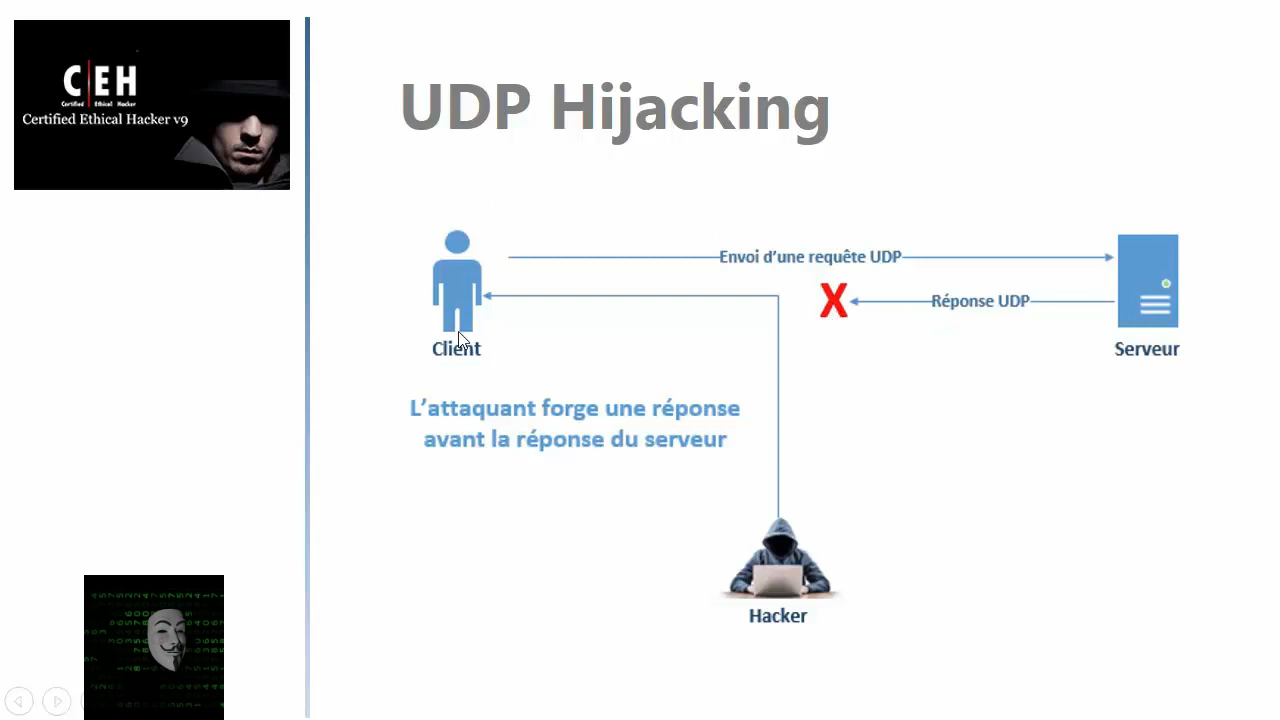 C|EH
Certified Ethical Hacker
Certified Ethical Hacker v9
UDP Hijacking
Envoi d'une requête UDP
X
Réponse UDP
Client
Serveur
L'attaquant forge une réponse
avant la réponse du serveur
Hacker